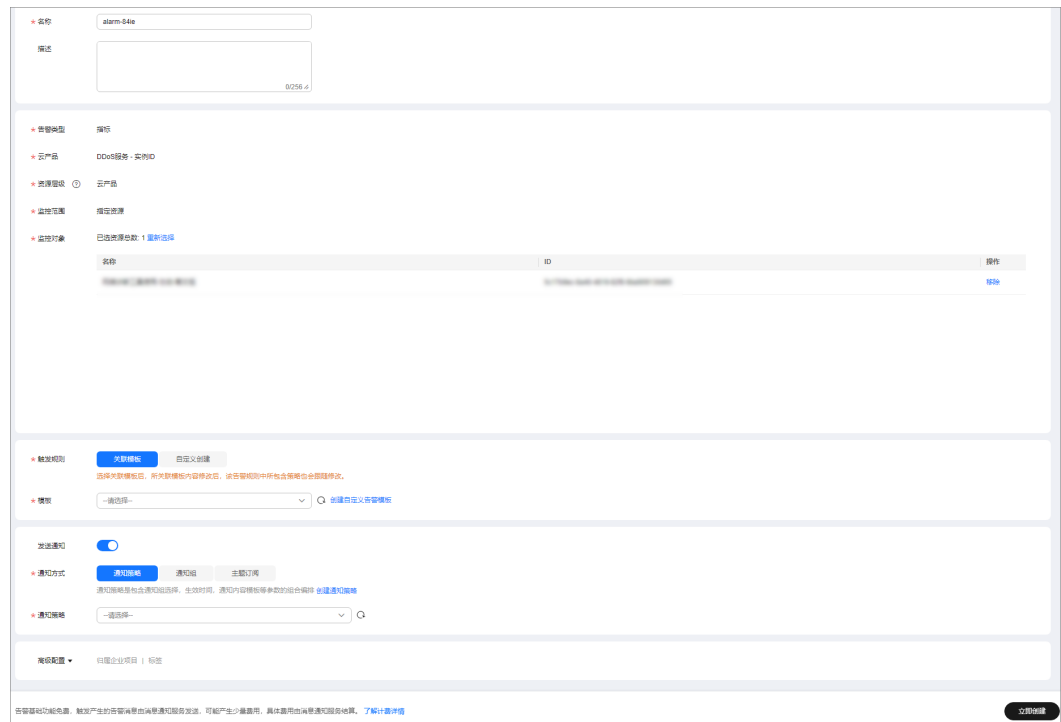 * 名称 alarm-84ie
描述
0/256
* 告警类型 指标
* 云产品 DDoS服务 - 实例ID
* 资源层级 ? 云产品
* 监控范围 指定资源
* 监控对象 已选资源总数: 1 重新选择
名称 ID 操作
移除
* 触发规则 关联模板 自定义创建
选择关联模板后，所关联模板内容修改后，该告警规则中所包含策略也会跟随修改。
* 模板 --请选择-- 创建自定义告警模板
发送通知
* 通知方式 通知策略 通知组 主题订阅
通知策略是包含通知组选择、生效时间、通知内容模板等参数的组合编排 创建通知策略
* 通知策略 --请选择--
高级配置 ▼ 归属企业项目 | 标签
告警基础功能免费，触发产生的告警消息由消息通知服务发送，可能产生少量费用，具体费用由消息通知服务结算。 了解计费详情 立即创建